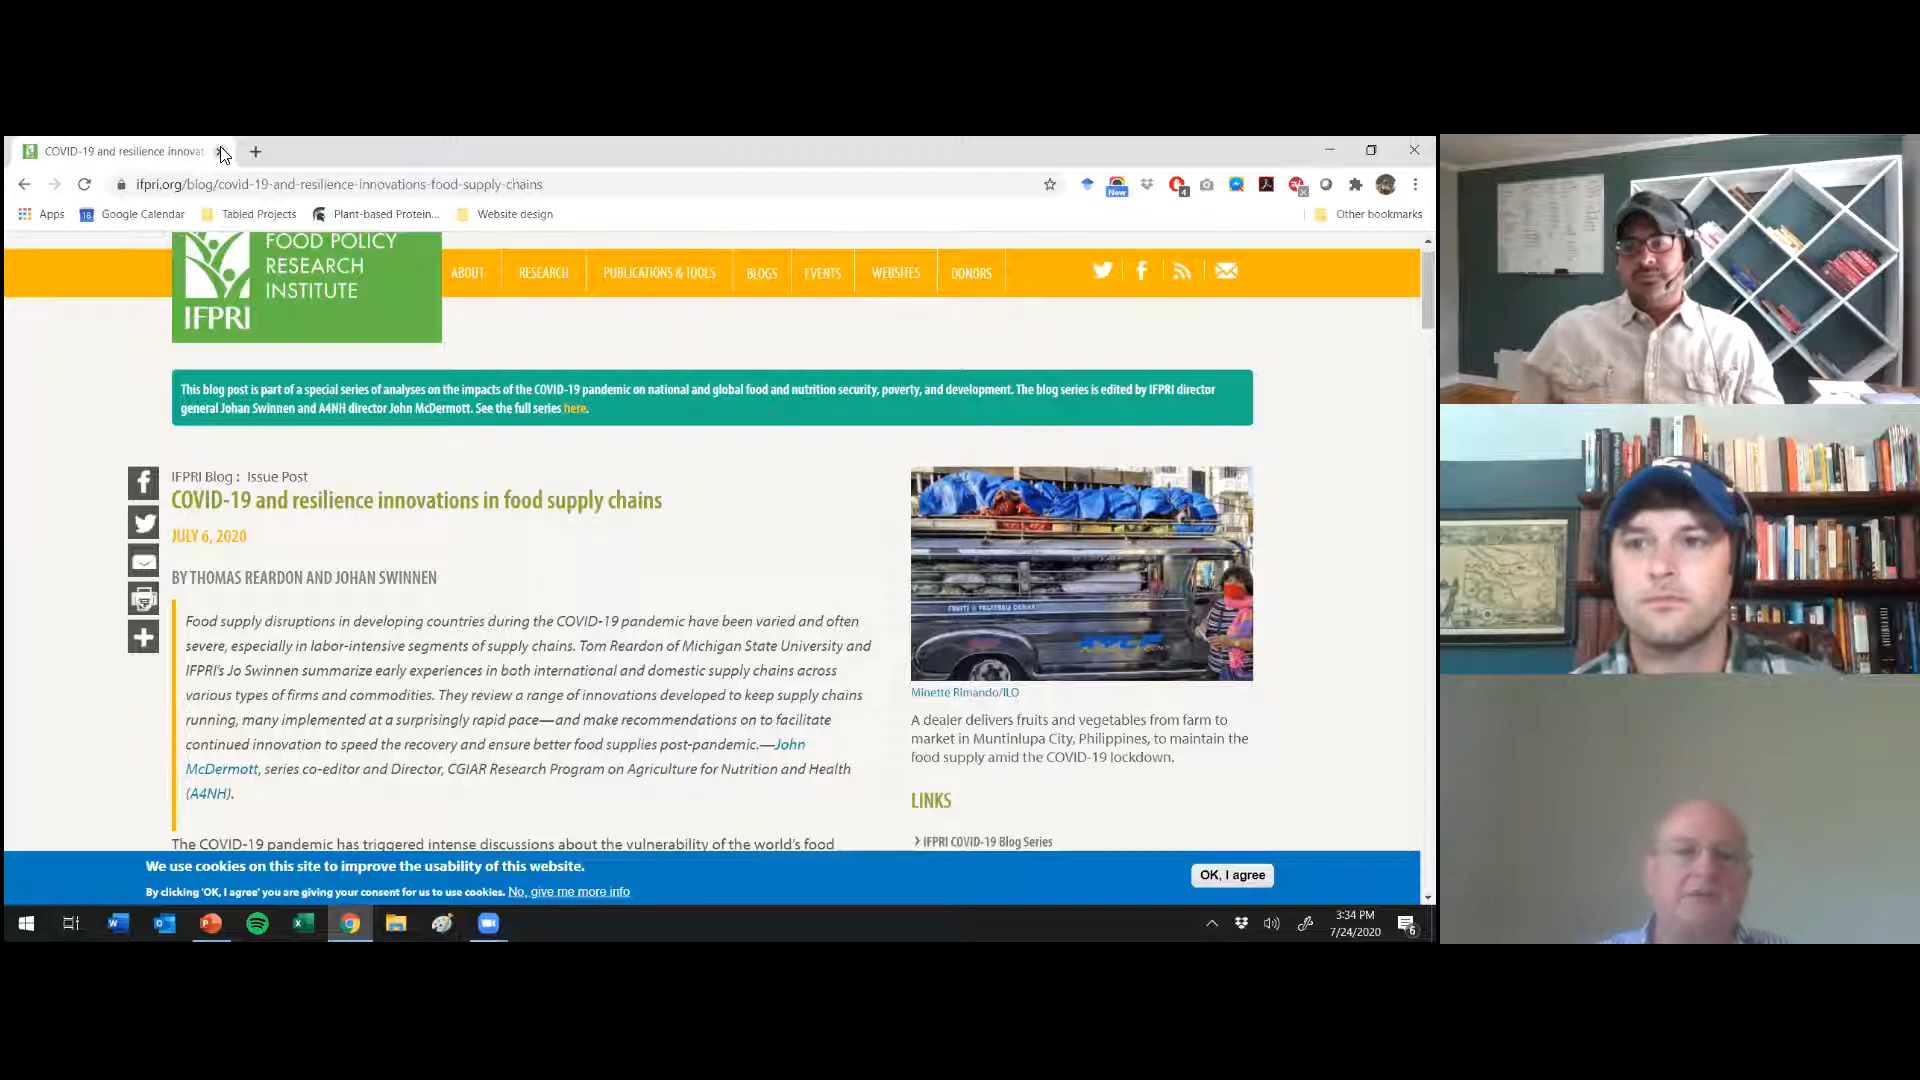 COVID-19 and resilience innovat
ifpri.org/blog/covid-19-and-resilience-innovations-food-supply-chains
New
4
Apps
18
Google Calendar
Tabled Projects
Plant-based Protein...
Website design
Other bookmarks
FOOD POLICY
RESEARCH
INSTITUTE
IFPRI
ABOUT
RESEARCH
PUBLICATIONS & TOOLS
BLOGS
EVENTS
WEBSITES
DONORS
This blog post is part of a special series of analyses on the impacts of the COVID-19 pandemic on national and global food and nutrition security, poverty, and development. The blog series is edited by IFPRI director
general Johan Swinnen and A4NH director John McDermott. See the full series here.
IFPRI Blog : Issue Post
COVID-19 and resilience innovations in food supply chains
JULY 6, 2020
BY THOMAS REARDON AND JOHAN SWINNEN
Food supply disruptions in developing countries during the COVID-19 pandemic have been varied and often
severe, especially in labor-intensive segments of supply chains. Tom Reardon of Michigan State University and
IFPRI's Jo Swinnen summarize early experiences in both international and domestic supply chains across
various types of firms and commodities. They review a range of innovations developed to keep supply chains
running, many implemented at a surprisingly rapid pace—and make recommendations on to facilitate
continued innovation to speed the recovery and ensure better food supplies post-pandemic.—John
McDermott, series co-editor and Director, CGIAR Research Program on Agriculture for Nutrition and Health
(A4NH).
The COVID-19 pandemic has triggered intense discussions about the vulnerability of the world's food
Minette Rimando/ILO
A dealer delivers fruits and vegetables from farm to
market in Muntinlupa City, Philippines, to maintain the
food supply amid the COVID-19 lockdown.
LINKS
IFPRI COVID-19 Blog Series
We use cookies on this site to improve the usability of this website.
By clicking 'OK, I agree' you are giving your consent for us to use cookies. No, give me more info
OK, I agree
3:34 PM
7/24/2020
6